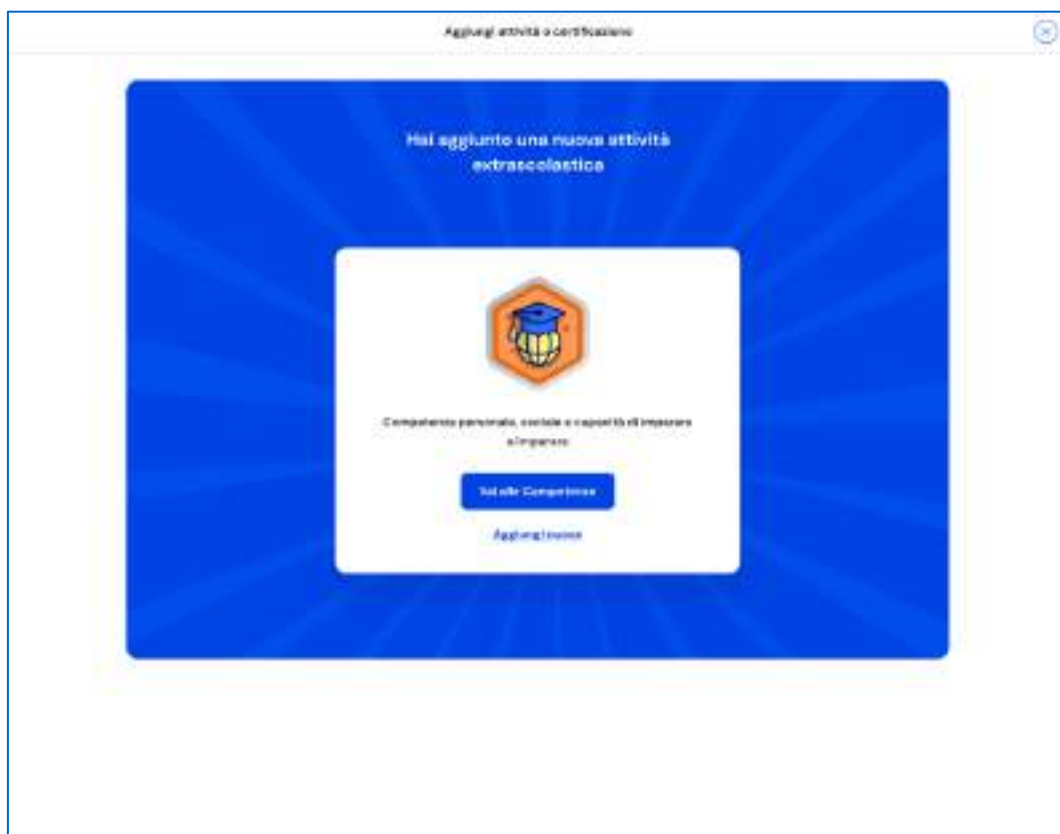 Aggiungi attività o certificazione
Hai aggiunto una nuova attività
extrascolastica
Competenza personale, sociale e capacità di imparare
a imparare
Vai alle Competenze
Aggiungi nuova